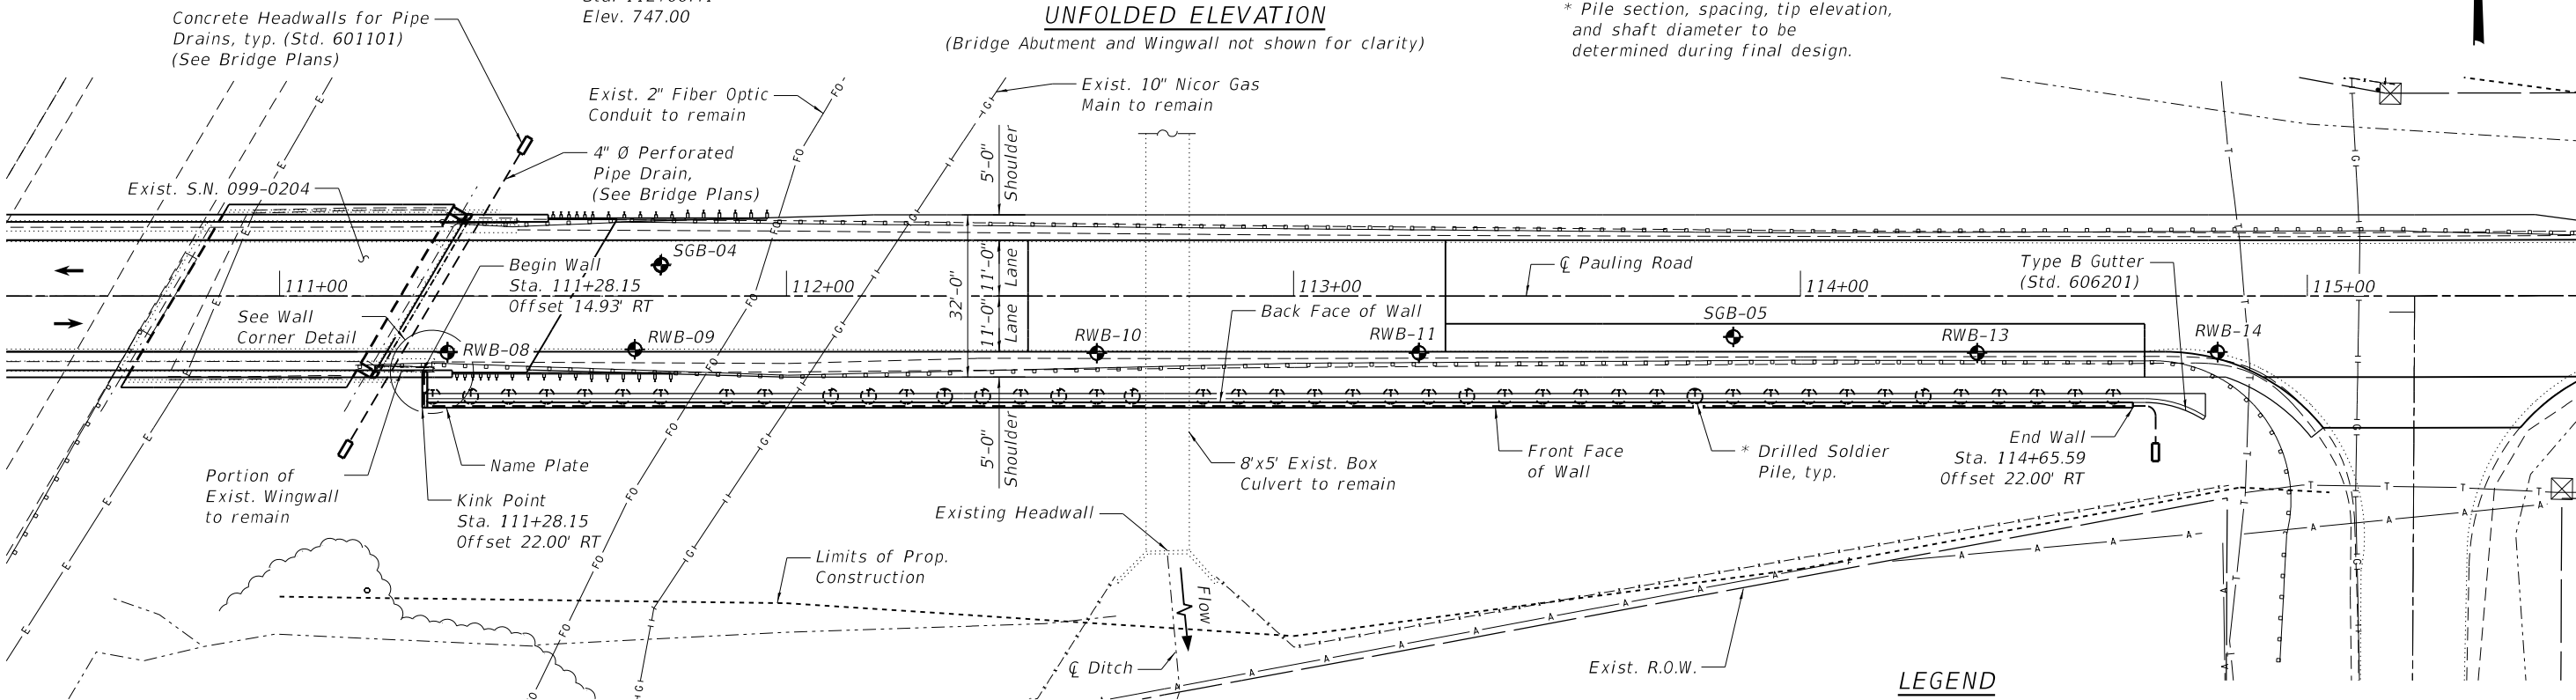 Concrete Headwalls for Pipe
Drains, typ. (Std. 601101)
(See Bridge Plans)
Elev. 747.00
UNFOLDED ELEVATION
(Bridge Abutment and Wingwall not shown for clarity)
* Pile section, spacing, tip elevation,
and shaft diameter to be
determined during final design.
Exist. 2" Fiber Optic
Conduit to remain
Exist. 10" Nicor Gas
Main to remain
4" Ø Perforated
Pipe Drain,
(See Bridge Plans)
Exist. S.N. 099-0204
5'-0"
Shoulder
SGB-04
Begin Wall
Sta. 111+28.15
Offset 14.93' RT
111+00
112+00
113+00
114+00
115+00
32'-0"
11'-0"
Lane
11'-0"
Lane
℄ Pauling Road
Type B Gutter
(Std. 606201)
See Wall
Corner Detail
Back Face of Wall
RWB-08
RWB-09
RWB-10
RWB-11
SGB-05
RWB-13
RWB-14
5'-0"
Shoulder
Portion of
Exist. Wingwall
to remain
Name Plate
Kink Point
Sta. 111+28.15
Offset 22.00' RT
8'x5' Exist. Box
Culvert to remain
Front Face
of Wall
* Drilled Soldier
Pile, typ.
End Wall
Sta. 114+65.59
Offset 22.00' RT
Existing Headwall
Limits of Prop.
Construction
Flow
℄ Ditch
Exist. R.O.W.
LEGEND